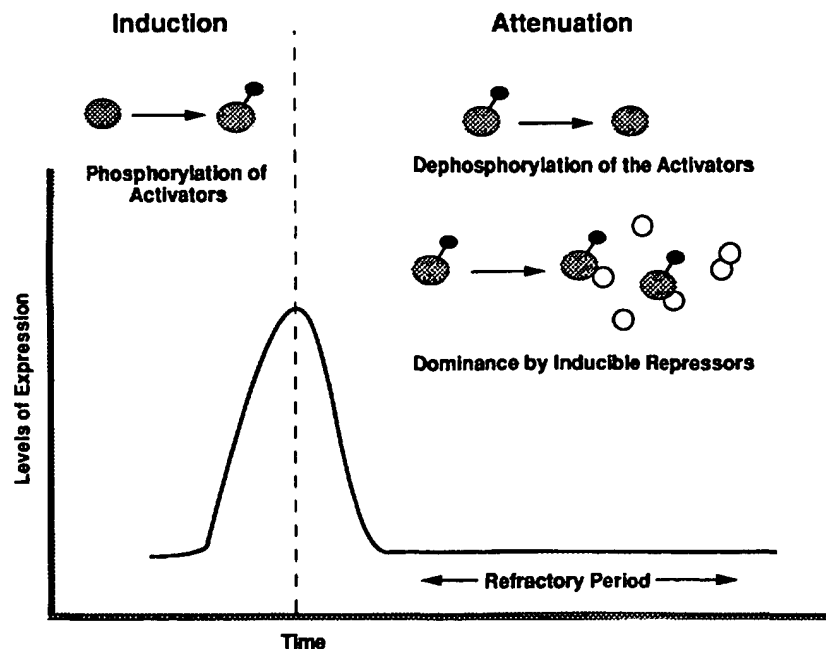 Induction
Attenuation
Phosphorylation of
Activators
Dephosphorylation of the Activators
Dominance by Inducible Repressors
Levels of Expression
Refractory Period
Time